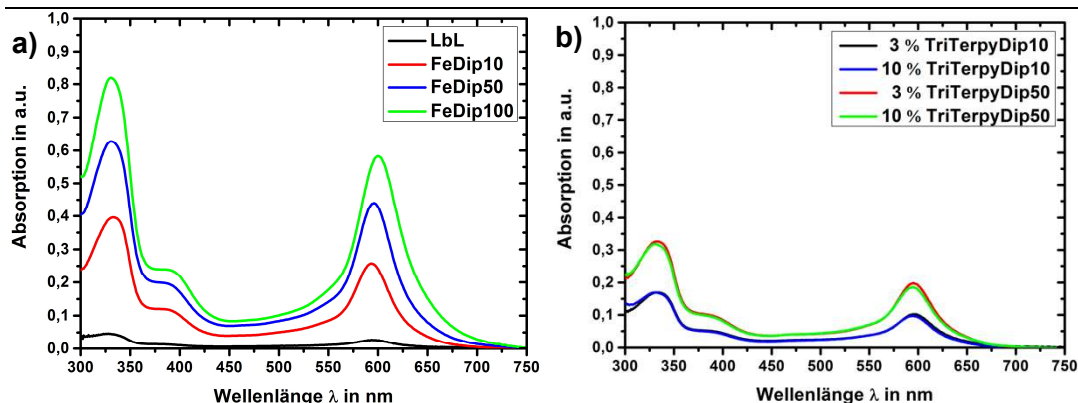 a)
LbL
FeDip10
FeDip50
FeDip100
Absorption in a.u.
1,0
0,9
0,8
0,7
0,6
0,5
0,4
0,3
0,2
0,1
0,0
300 350 400 450 500 550 600 650 700 750
Wellenlänge λ in nm
b)
3 % TriTerpyDip10
10 % TriTerpyDip10
3 % TriTerpyDip50
10 % TriTerpyDip50
Absorption in a.u.
1,0
0,9
0,8
0,7
0,6
0,5
0,4
0,3
0,2
0,1
0,0
300 350 400 450 500 550 600 650 700 750
Wellenlänge λ in nm